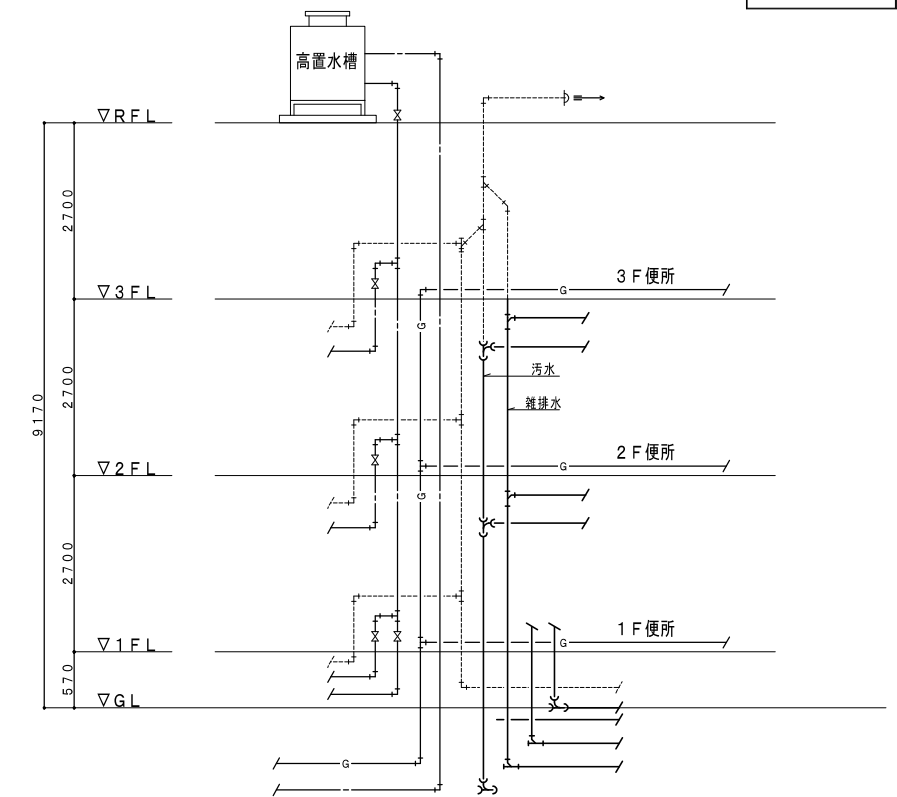 高置水槽
▽RFL
2700
3F便所
▽3FL
G
G
2700
汚水
9170
雑排水
2F便所
▽2FL
G
G
2700
1F便所
▽1FL
G
570
▽GL
G